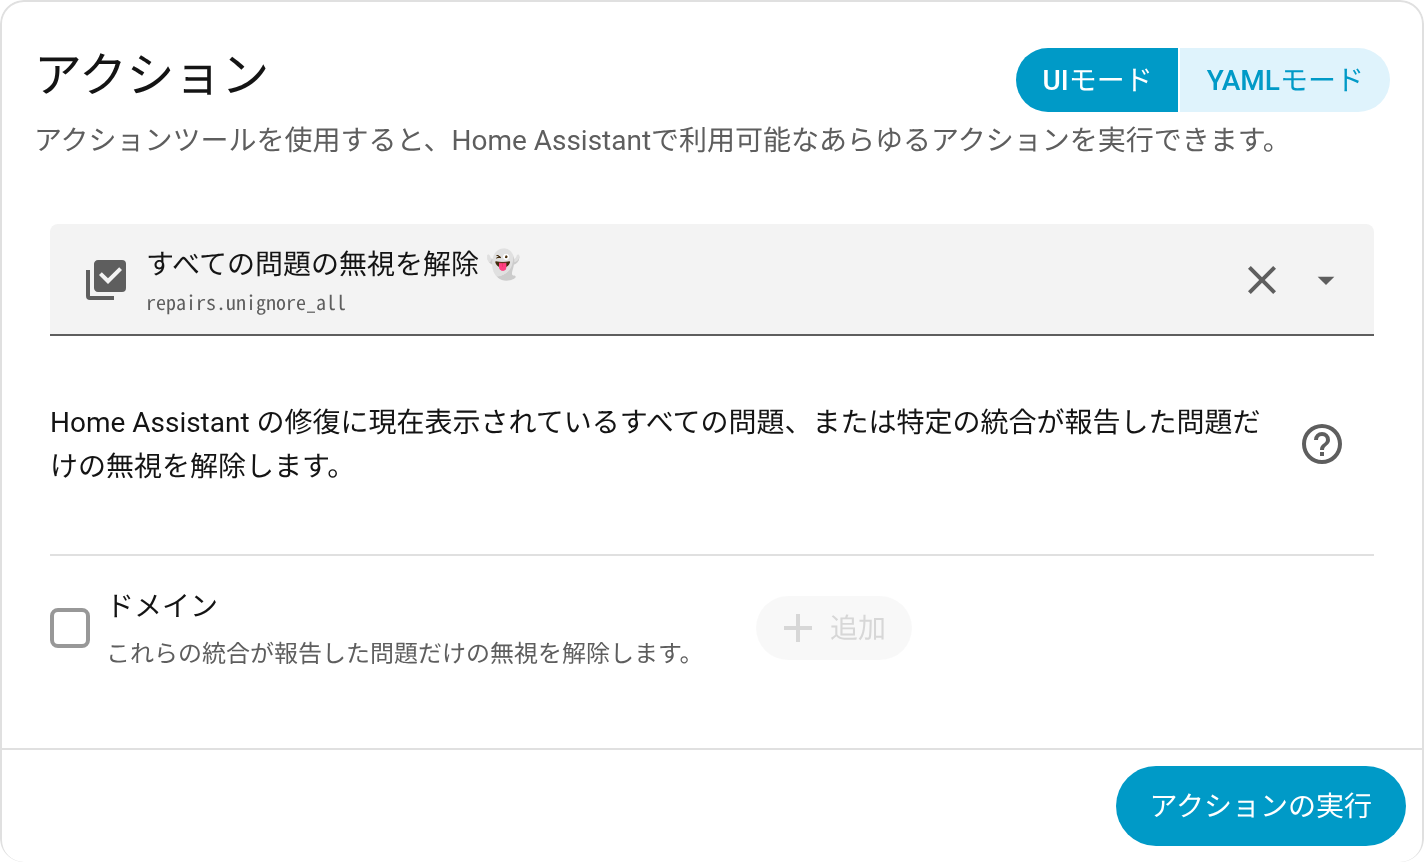 アクション
UIモード
YAMLモード
アクションツールを使用すると、Home Assistantで利用可能なあらゆるアクションを実行できます。
すべての問題の無視を解除 👻
repairs.unignore_all
Home Assistant の修復に現在表示されているすべての問題、または特定の統合が報告した問題だ
けの無視を解除します。
ドメイン
これらの統合が報告した問題だけの無視を解除します。
追加
アクションの実行